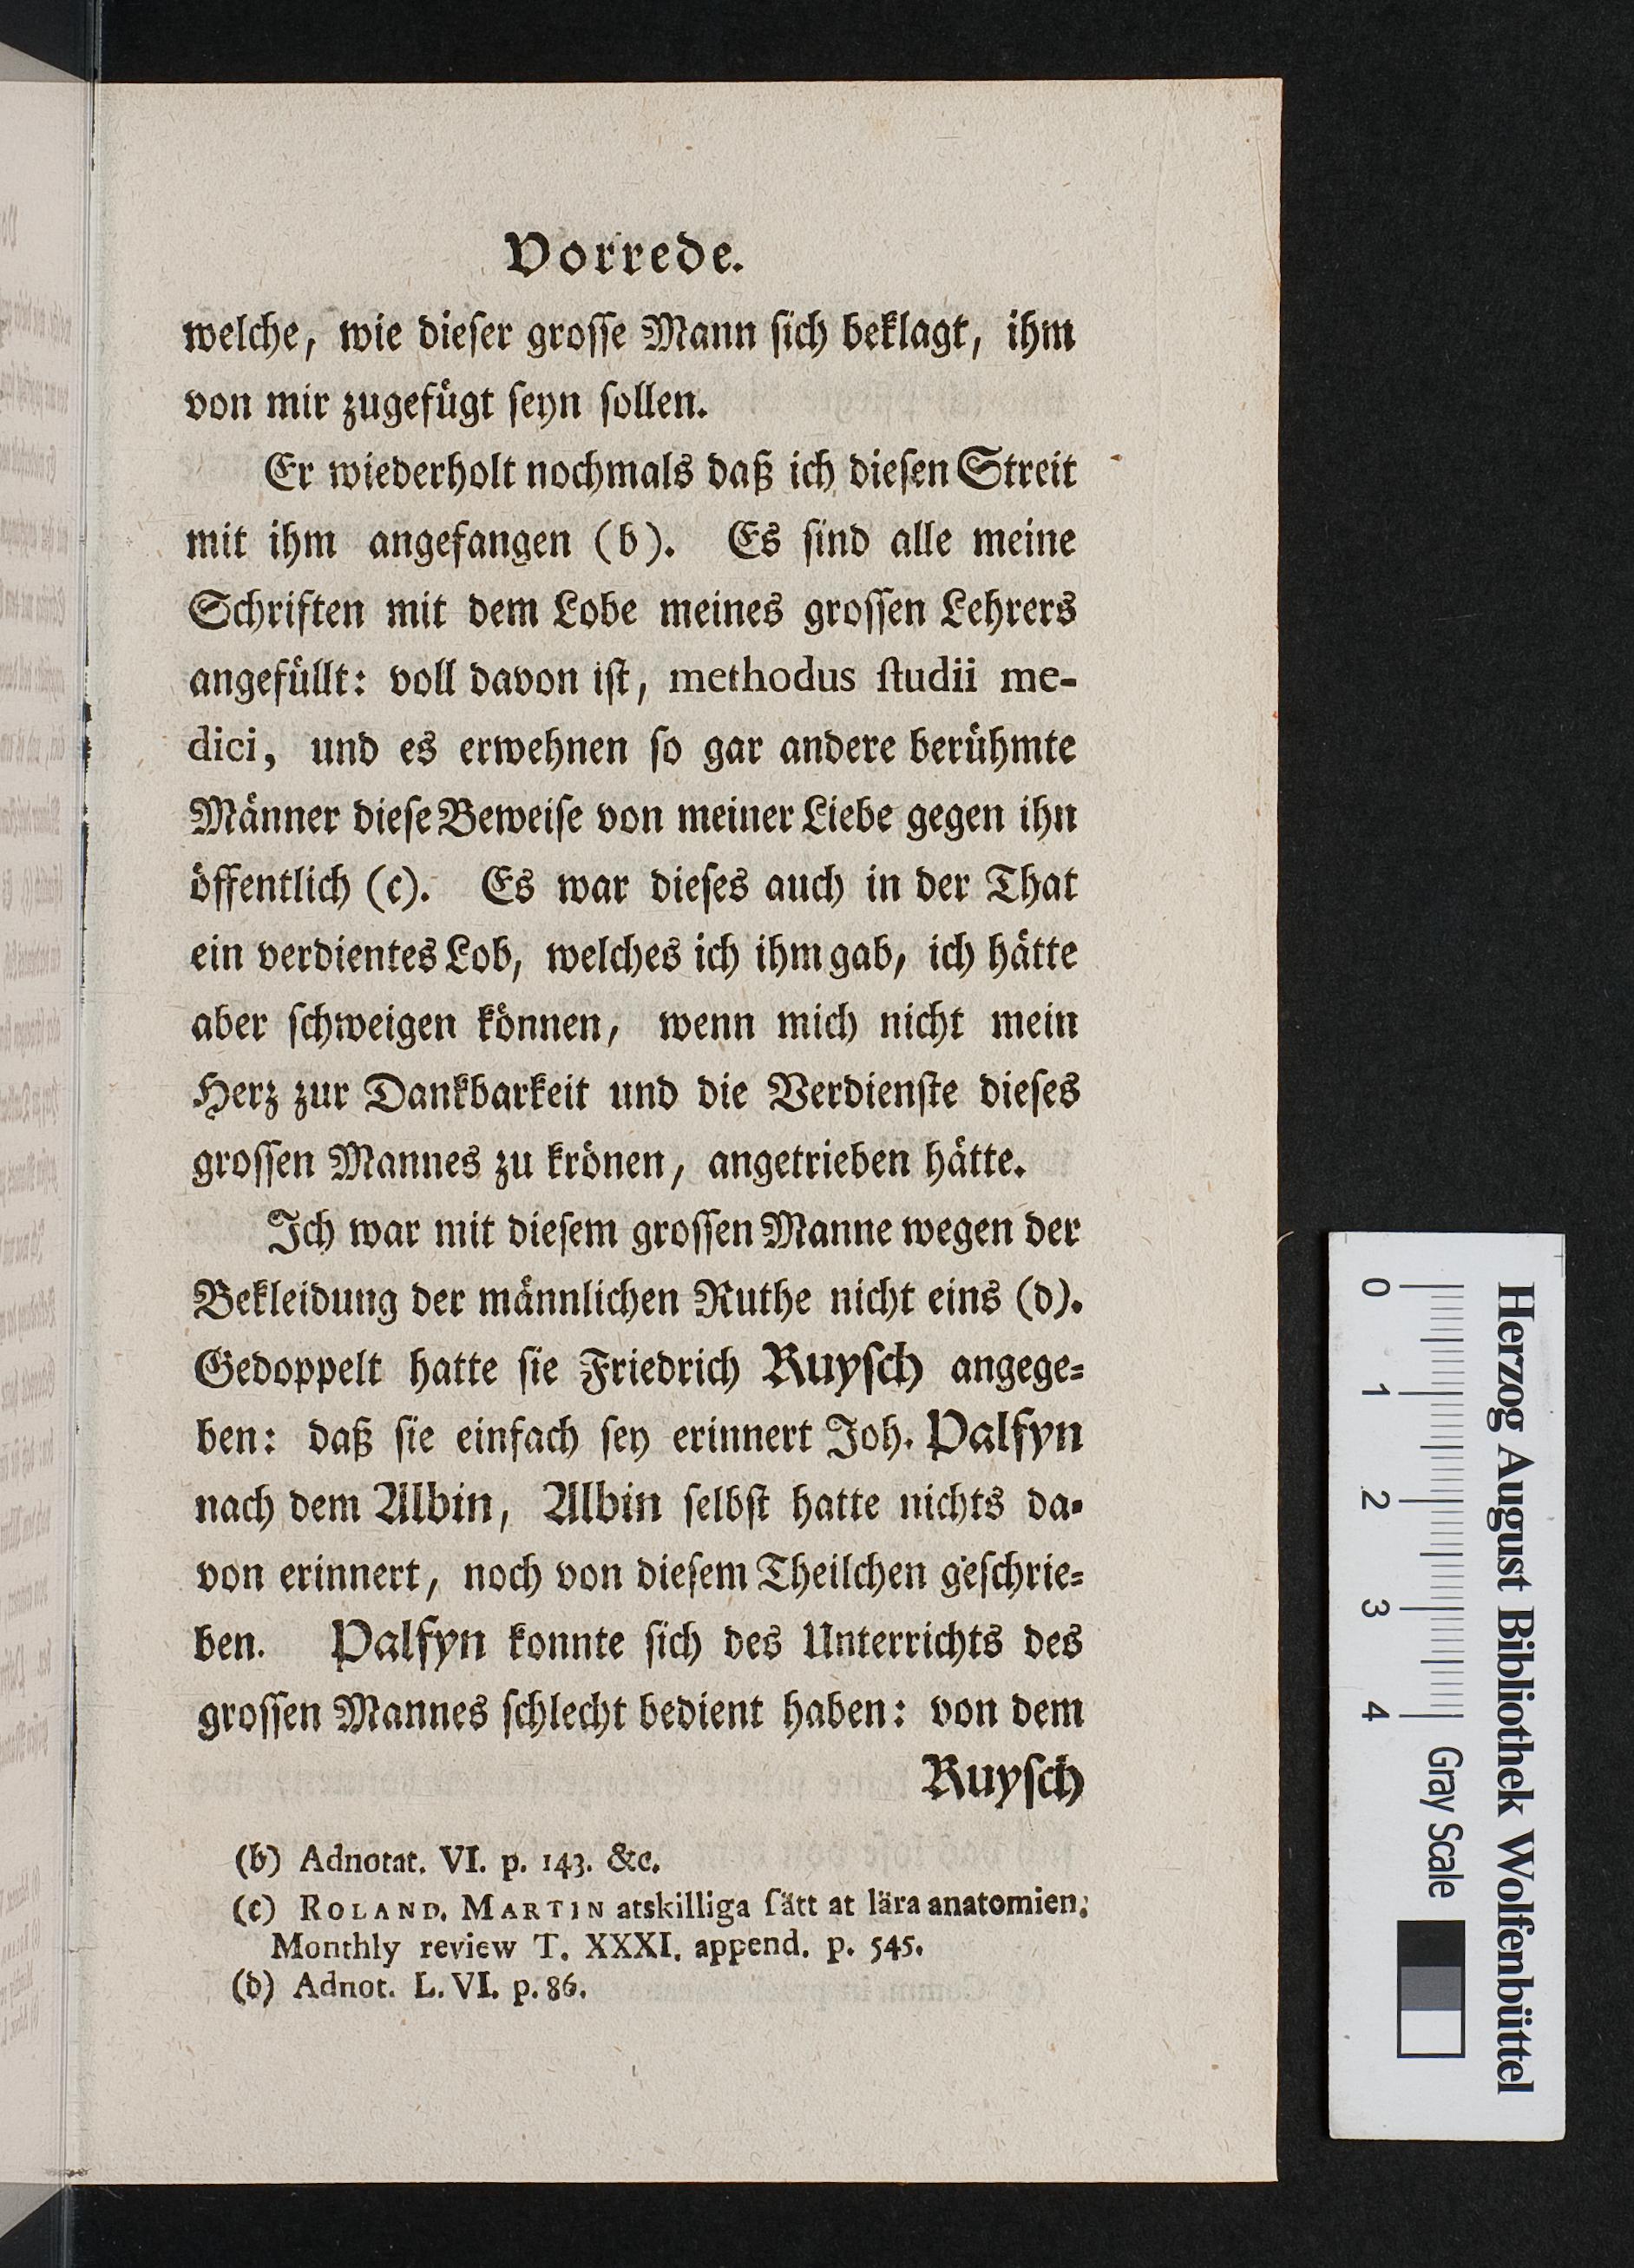 Vorrede.
welche, wie dieſer groſſe Mann ſich beklagt, ihm
von mir zugefügt ſeyn ſollen.
Er wiederholt nochmals daß ich dieſen Streit
mit ihm angefangen (b). Es ſind alle meine
Schriften mit dem Lobe meines groſſen Lehrers
angefüllt: voll davon iſt, methodus ſtudii me-
dici, und es erwehnen ſo gar andere berühmte
Männer dieſe Beweiſe von meiner Liebe gegen ihn
öffentlich (c). Es war dieſes auch in der That
ein verdientes Lob, welches ich ihm gab, ich hätte
aber ſchweigen können, wenn mich nicht mein
Herz zur Dankbarkeit und die Verdienſte dieſes
groſſen Mannes zu krönen, angetrieben hätte.
Ich war mit dieſem groſſen Manne wegen der
Bekleidung der männlichen Ruthe nicht eins (d).
Gedoppelt hatte ſie Friedrich Ruyſch angege-
ben: daß ſie einfach ſey erinnert Joh. Palfyn
nach dem Albin, Albin ſelbſt hatte nichts da-
von erinnert, noch von dieſem Theilchen geſchrie-
ben. Palfyn konnte ſich des Unterrichts des
groſſen Mannes ſchlecht bedient haben: von dem
Ruyſch
(b) Adnotat. VI. p. 143. &c.
(c) ROLAND. MARTIN atskilliga ſätt at lära anatomien;
Monthly review T. XXXI. append. p. 545.
(d) Adnot. L. VI. p. 86.
Herzog August Bibliothek Wolfenbüttel
0 1 2 3 4 Gray Scale